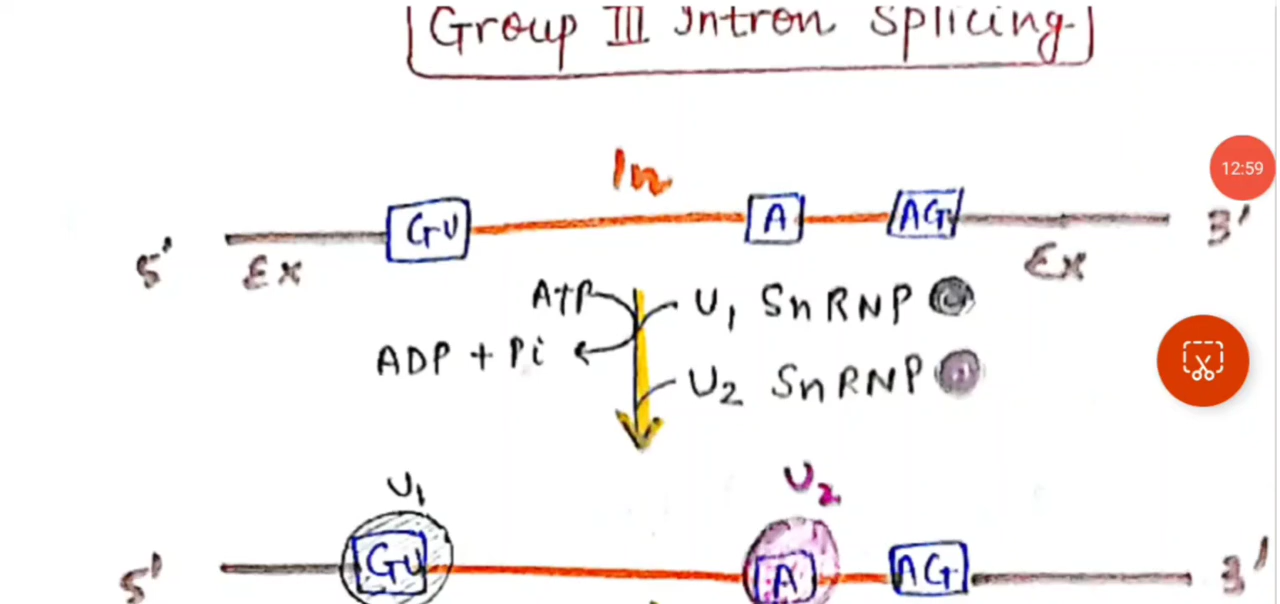 Group III Intron Splicing
In
12:59
GU A AG
5' Ex Ex 3'
ATP U1 SnRNP
ADP + Pi
U2 SnRNP
U1 U2
5' GU A AG 3'